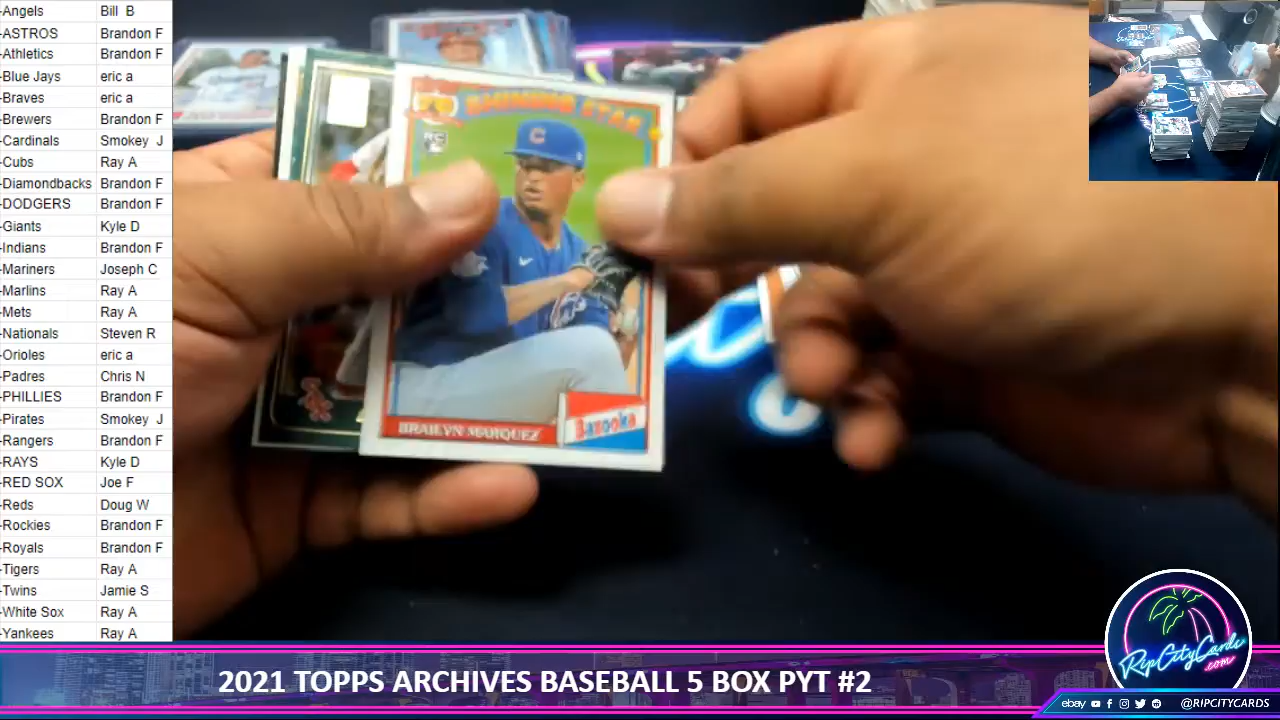 -Angels Bill B
-ASTROS Brandon F
-Athletics Brandon F
-Blue Jays eric a
-Braves eric a
-Brewers Brandon F
-Cardinals Smokey J
-Cubs Ray A
-Diamondbacks Brandon F
-DODGERS Brandon F
-Giants Kyle D
-Indians Brandon F
-Mariners Joseph C
-Marlins Ray A
-Mets Ray A
-Nationals Steven R
-Orioles eric a
-Padres Chris N
-PHILLIES Brandon F
-Pirates Smokey J
-Rangers Brandon F
-RAYS Kyle D
-RED SOX Joe F
-Reds Doug W
-Rockies Brandon F
-Royals Brandon F
-Tigers Ray A
-Twins Jamie S
-White Sox Ray A
-Yankees Ray A
RC
C
BRAILYN MARQUEZ
Bazooka
RipCityCards
.com
2021 TOPPS ARCHIVES BASEBALL 5 BOX PYT #2
ebay @RIPCITYCARDS